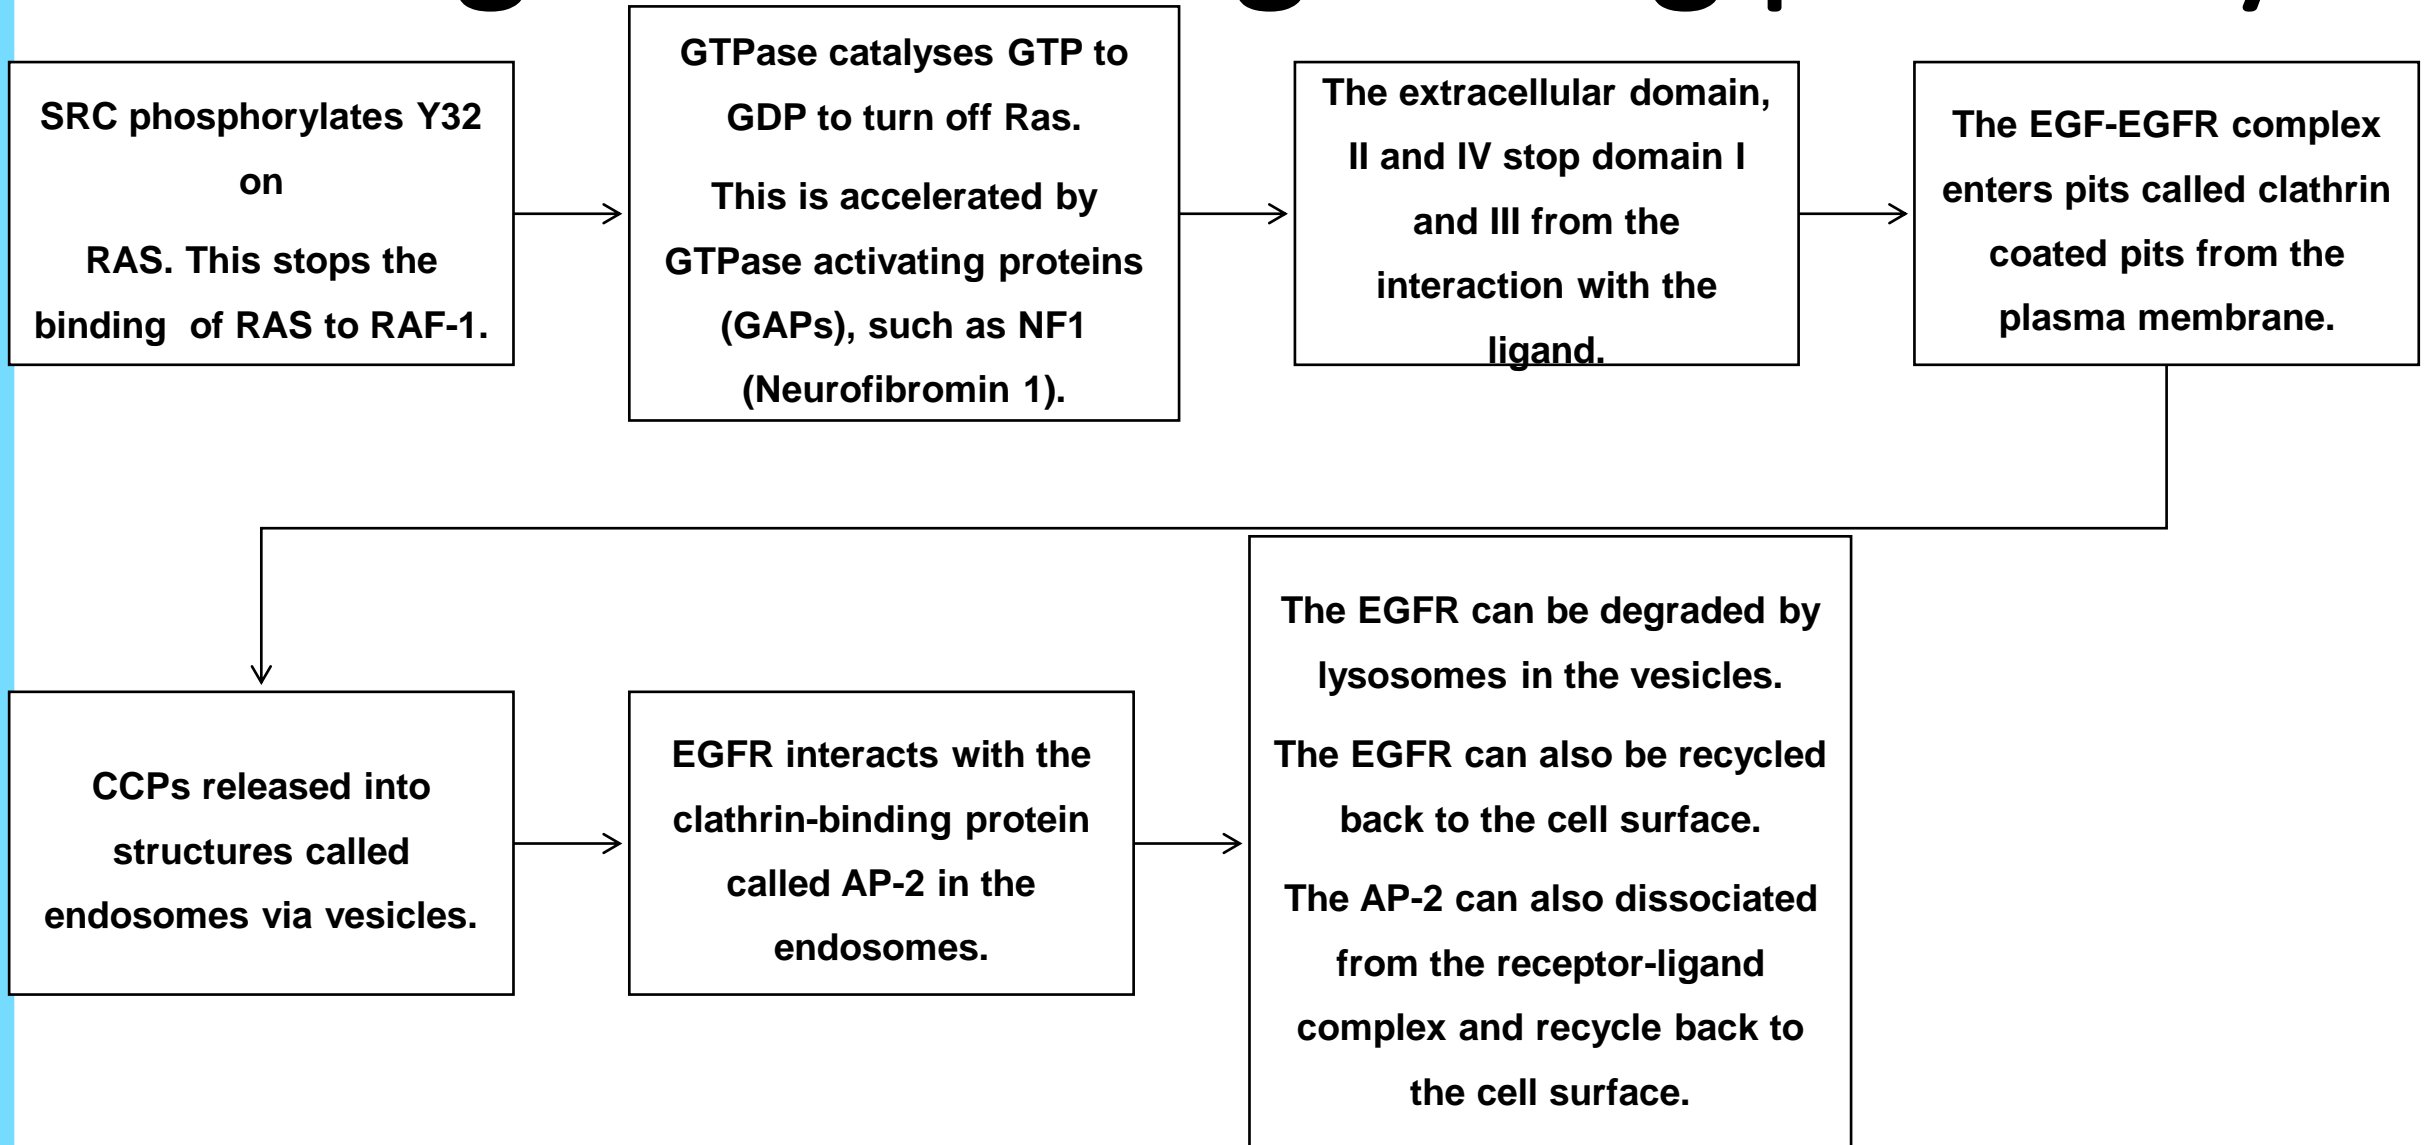 SRC phosphorylates Y32
on
RAS. This stops the
binding of RAS to RAF-1.
GTPase catalyses GTP to
GDP to turn off Ras.
This is accelerated by
GTPase activating proteins
(GAPs), such as NF1
(Neurofibromin 1).
The extracellular domain,
II and IV stop domain I
and III from the
interaction with the
ligand.
The EGF-EGFR complex
enters pits called clathrin
coated pits from the
plasma membrane.
CCPs released into
structures called
endosomes via vesicles.
EGFR interacts with the
clathrin-binding protein
called AP-2 in the
endosomes.
The EGFR can be degraded by
lysosomes in the vesicles.
The EGFR can also be recycled
back to the cell surface.
The AP-2 can also dissociated
from the receptor-ligand
complex and recycle back to
the cell surface.